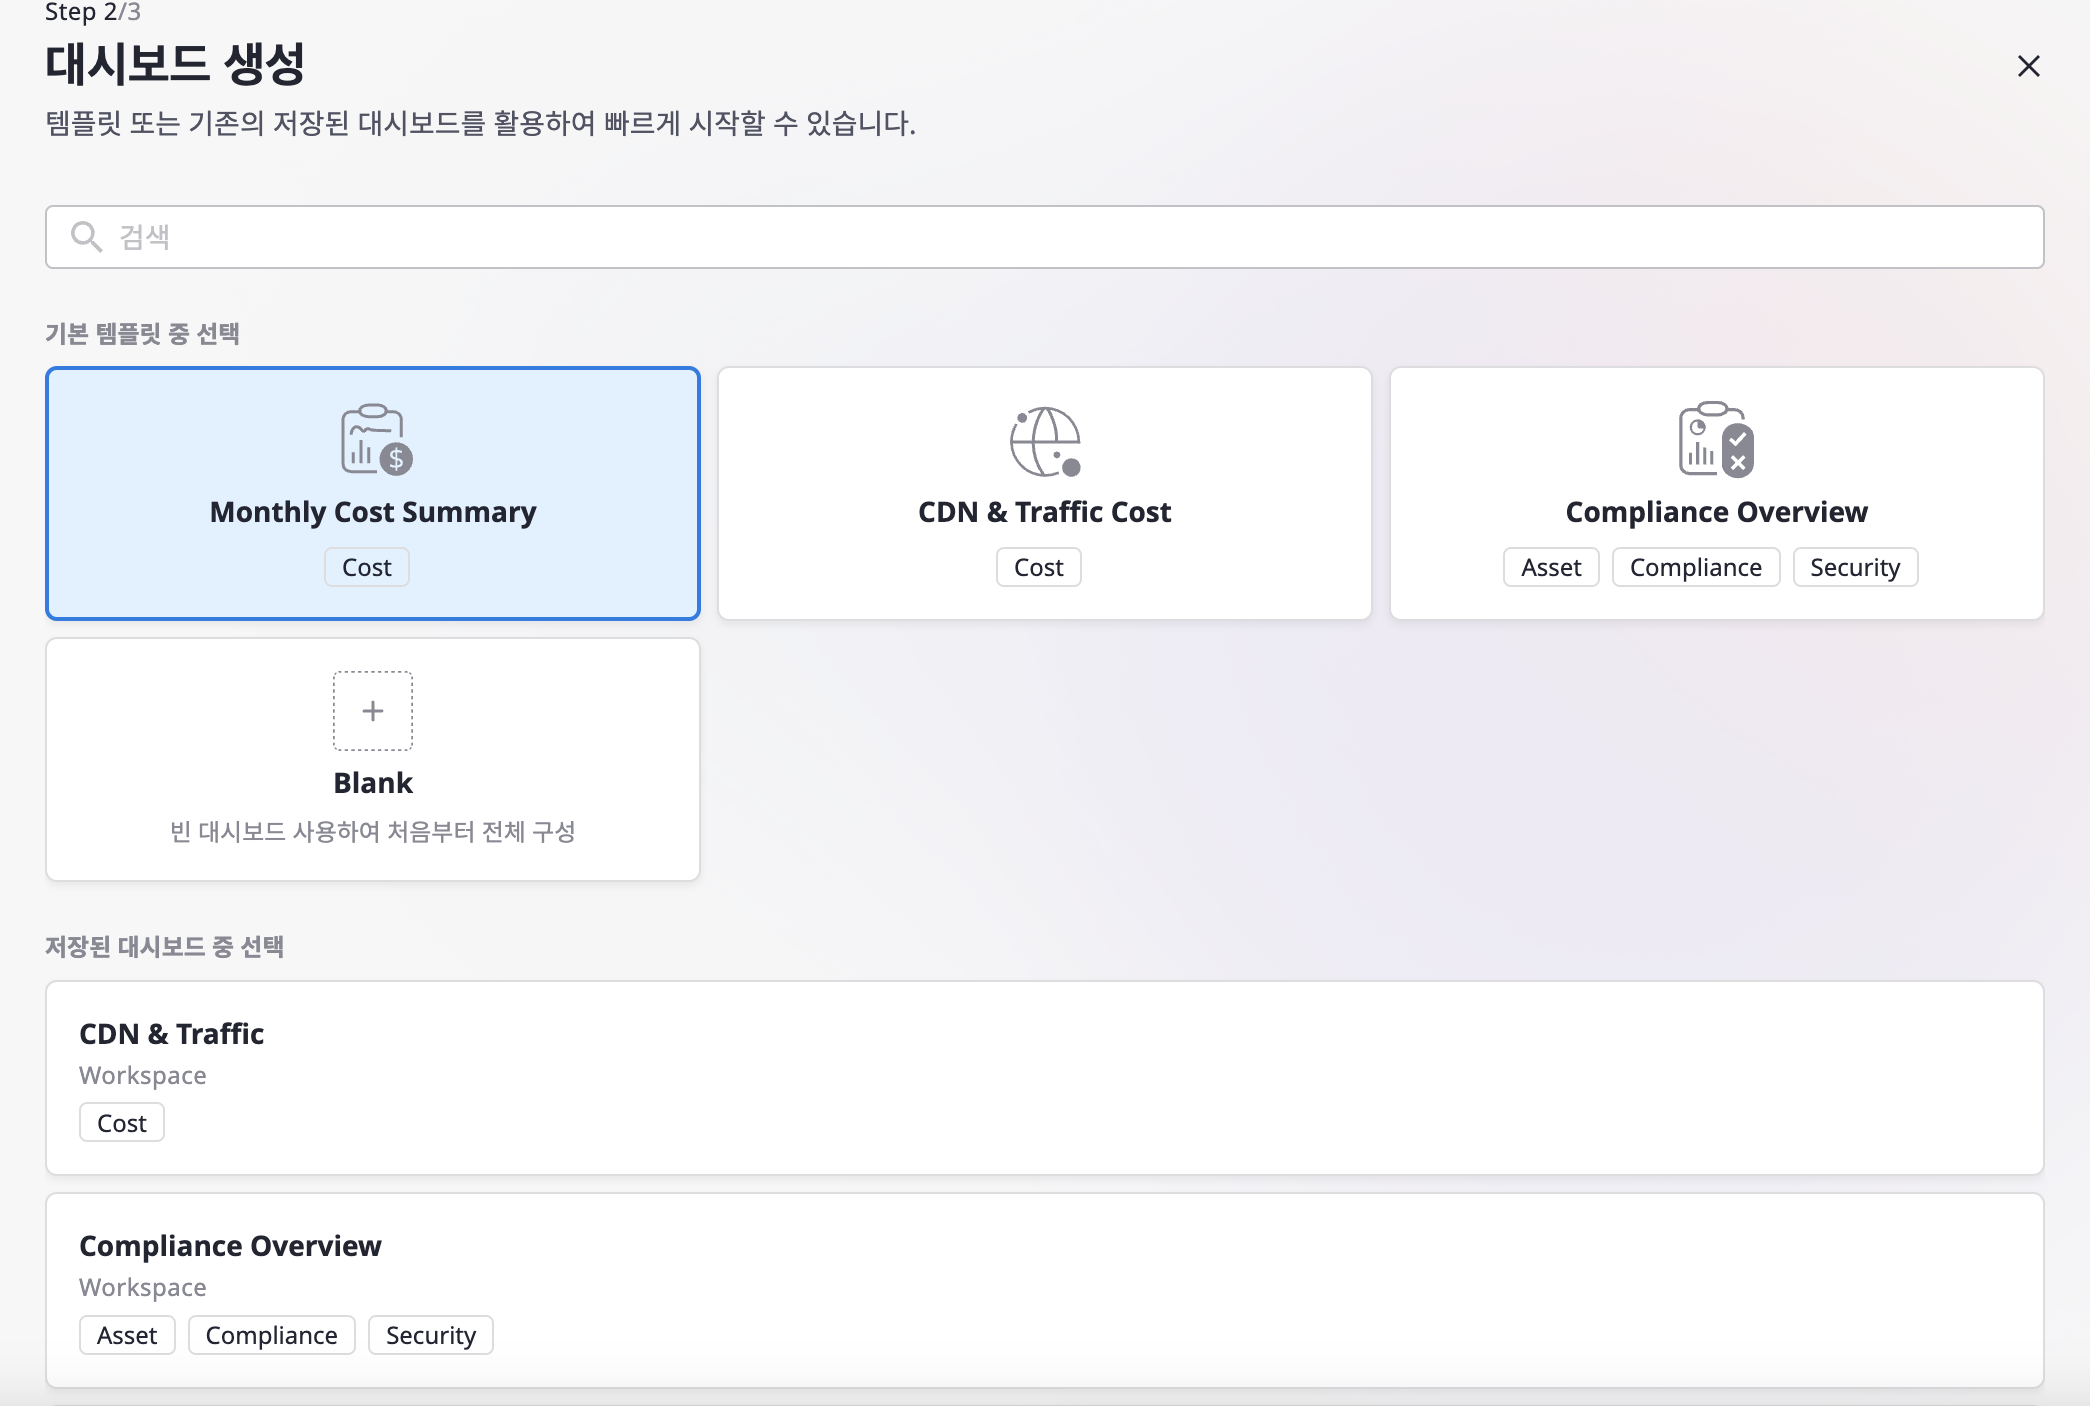 Step 2/3
대시보드 생성
템플릿 또는 기존의 저장된 대시보드를 활용하여 빠르게 시작할 수 있습니다.
검색
기본 템플릿 중 선택
Monthly Cost Summary
Cost
CDN & Traffic Cost
Cost
Compliance Overview
Asset Compliance Security
Blank
빈 대시보드 사용하여 처음부터 전체 구성
저장된 대시보드 중 선택
CDN & Traffic
Workspace
Cost
Compliance Overview
Workspace
Asset Compliance Security